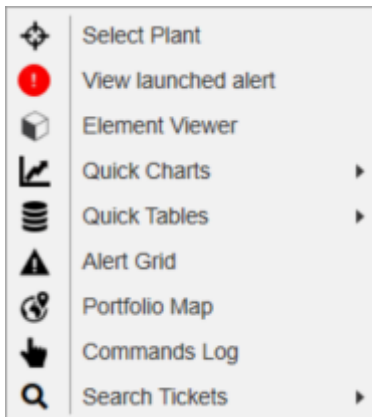 Select Plant
View launched alert
Element Viewer
Quick Charts
Quick Tables
Alert Grid
Portfolio Map
Commands Log
Search Tickets